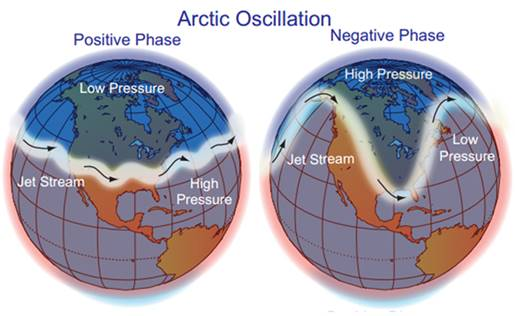 Arctic Oscillation
Positive Phase
Low Pressure
Jet Stream
High
Pressure
Negative Phase
High Pressure
Jet Stream
Low
Pressure